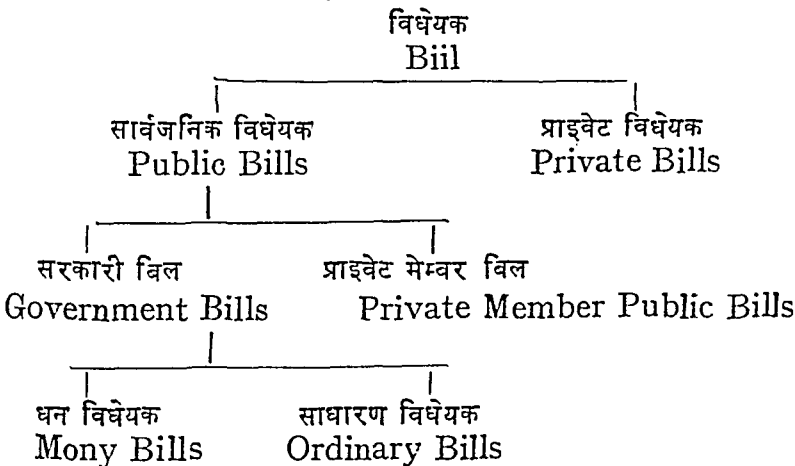 विधेयक
Biil
सार्वजनिक विधेयक प्राइवेट विधेयक
Public Bills Private Bills
सरकारी बिल प्राइवेट मेम्बर बिल
Government Bills Private Member Public Bills
धन विधेयक साधारण विधेयक
Mony Bills Ordinary Bills